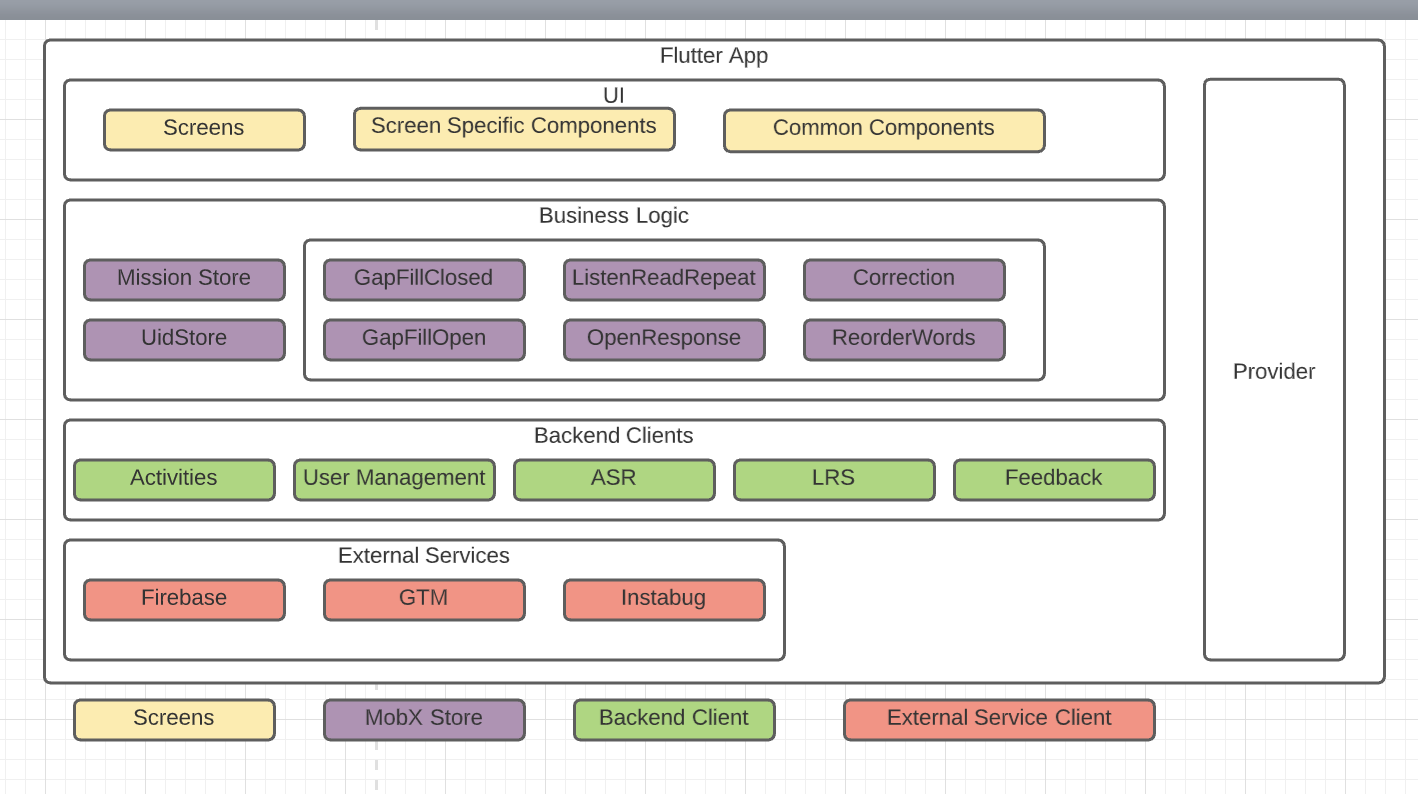 Flutter App
UI
Screens
Screen Specific Components
Common Components
Business Logic
Mission Store
GapFillClosed
ListenReadRepeat
Correction
UidStore
GapFillOpen
OpenResponse
ReorderWords
Provider
Backend Clients
Activities
User Management
ASR
LRS
Feedback
External Services
Firebase
GTM
Instabug
Screens
MobX Store
Backend Client
External Service Client